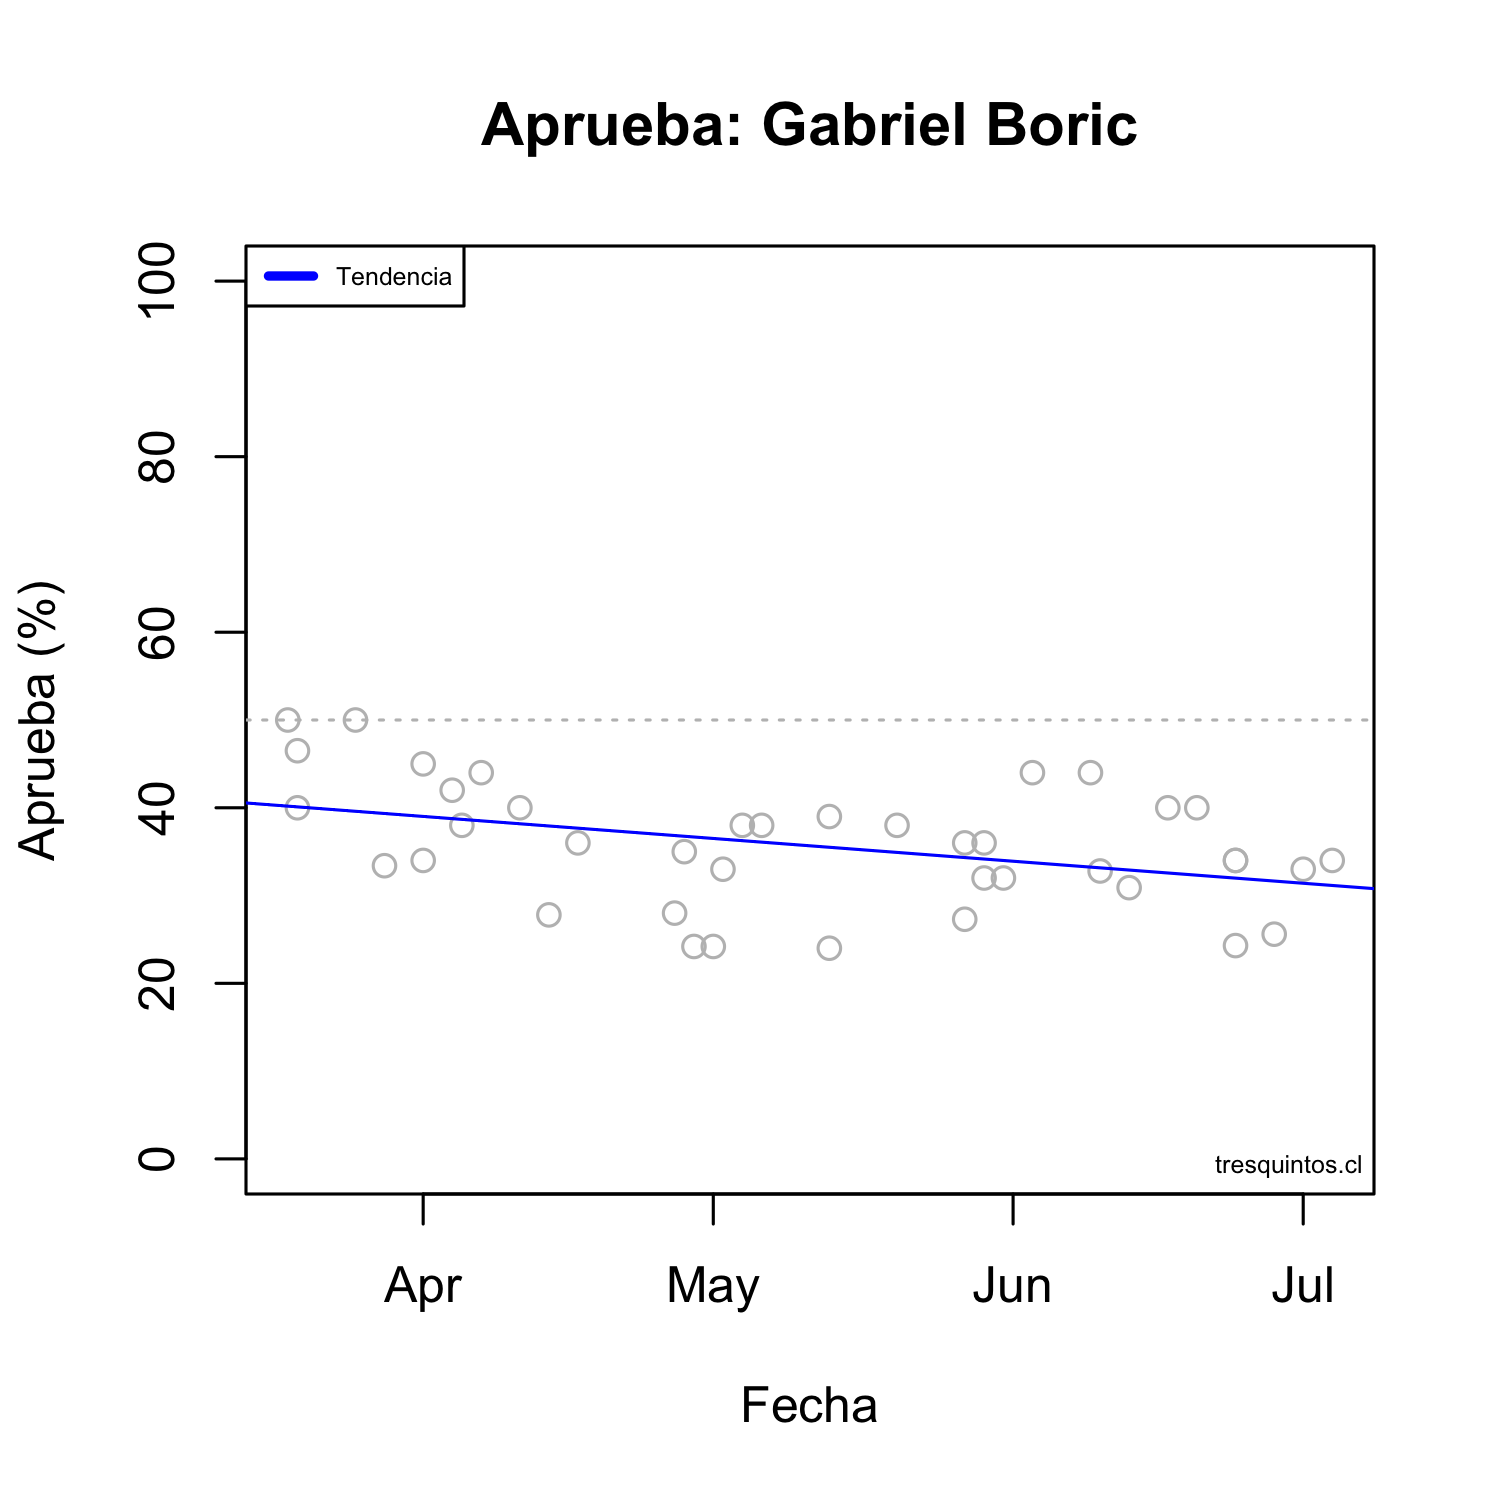 Aprueba: Gabriel Boric
Tendencia
Aprueba (%)
100
80
60
40
20
0
tresquintos.cl
Apr May Jun Jul
Fecha